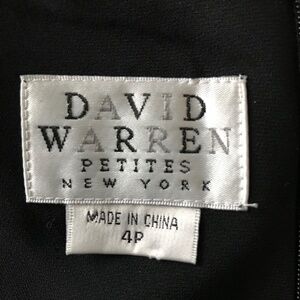 DAVID
WARREN
PETITES
NEW YORK
MADE IN CHINA
4P